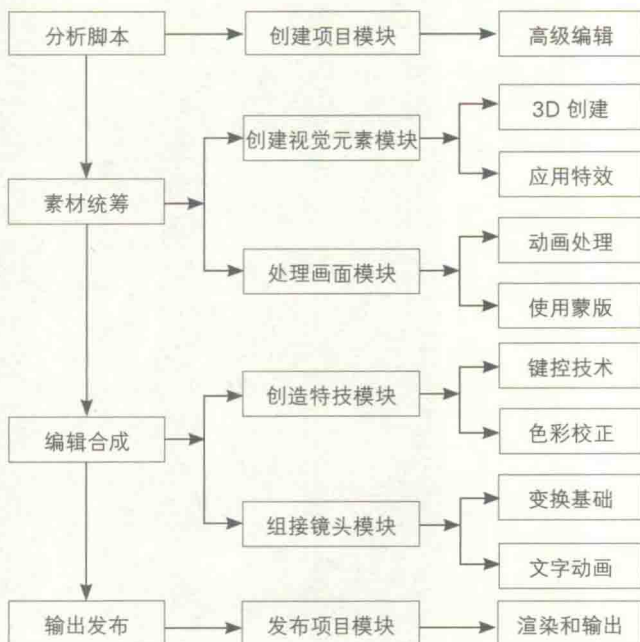 分析脚本
创建项目模块
高级编辑
3D 创建
创建视觉元素模块
应用特效
素材统筹
动画处理
处理画面模块
使用蒙版
键控技术
创造特技模块
色彩校正
编辑合成
变换基础
组接镜头模块
文字动画
输出发布
发布项目模块
渲染和输出